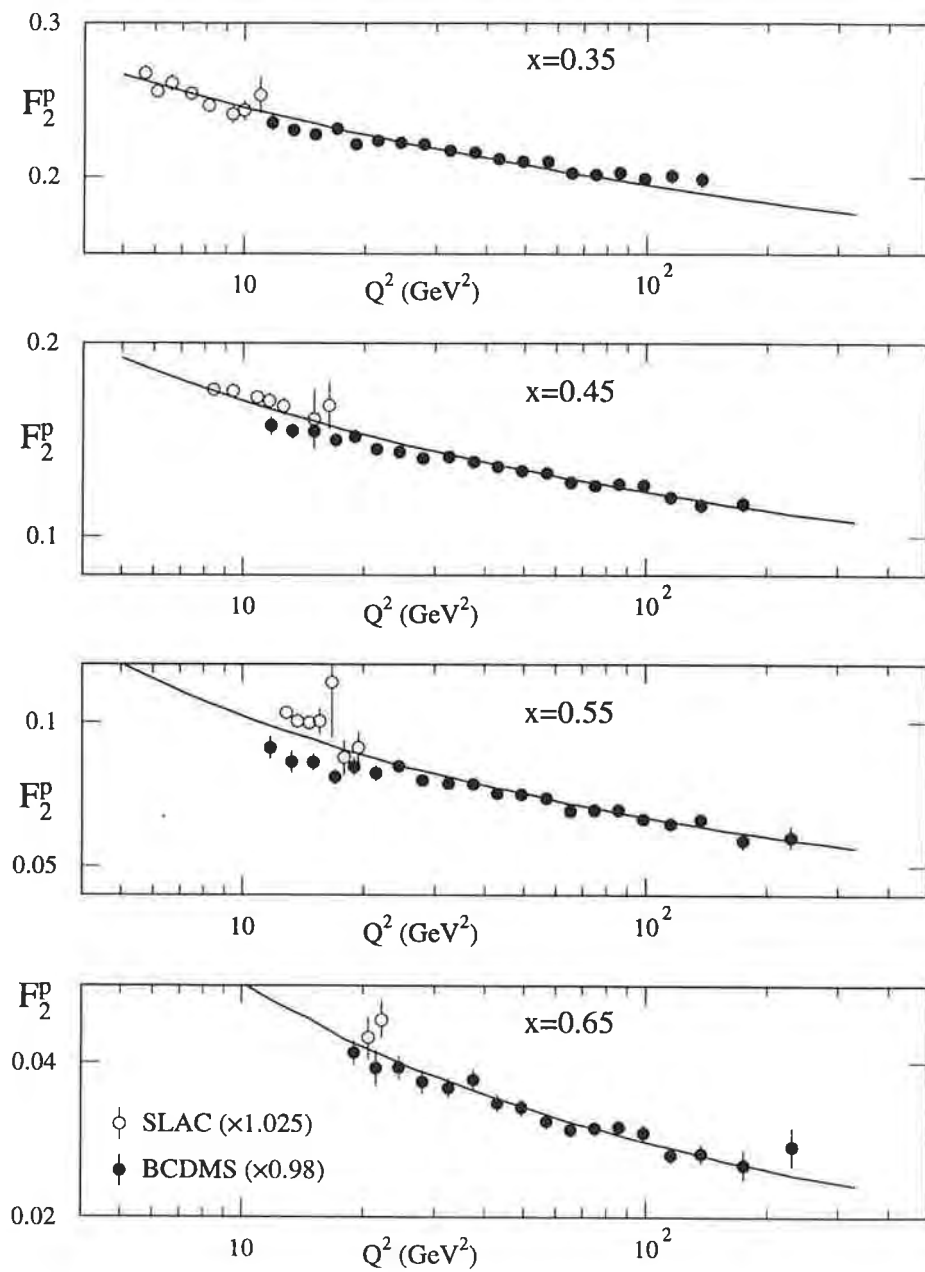 0.3
x=0.35
F₂ᵖ
0.2
10
10²
Q² (GeV²)
0.2
x=0.45
F₂ᵖ
0.1
10
10²
Q² (GeV²)
0.1
x=0.55
F₂ᵖ
0.05
10
10²
Q² (GeV²)
F₂ᵖ
x=0.65
0.04
SLAC (×1.025)
BCDMS (×0.98)
0.02
10
10²
Q² (GeV²)